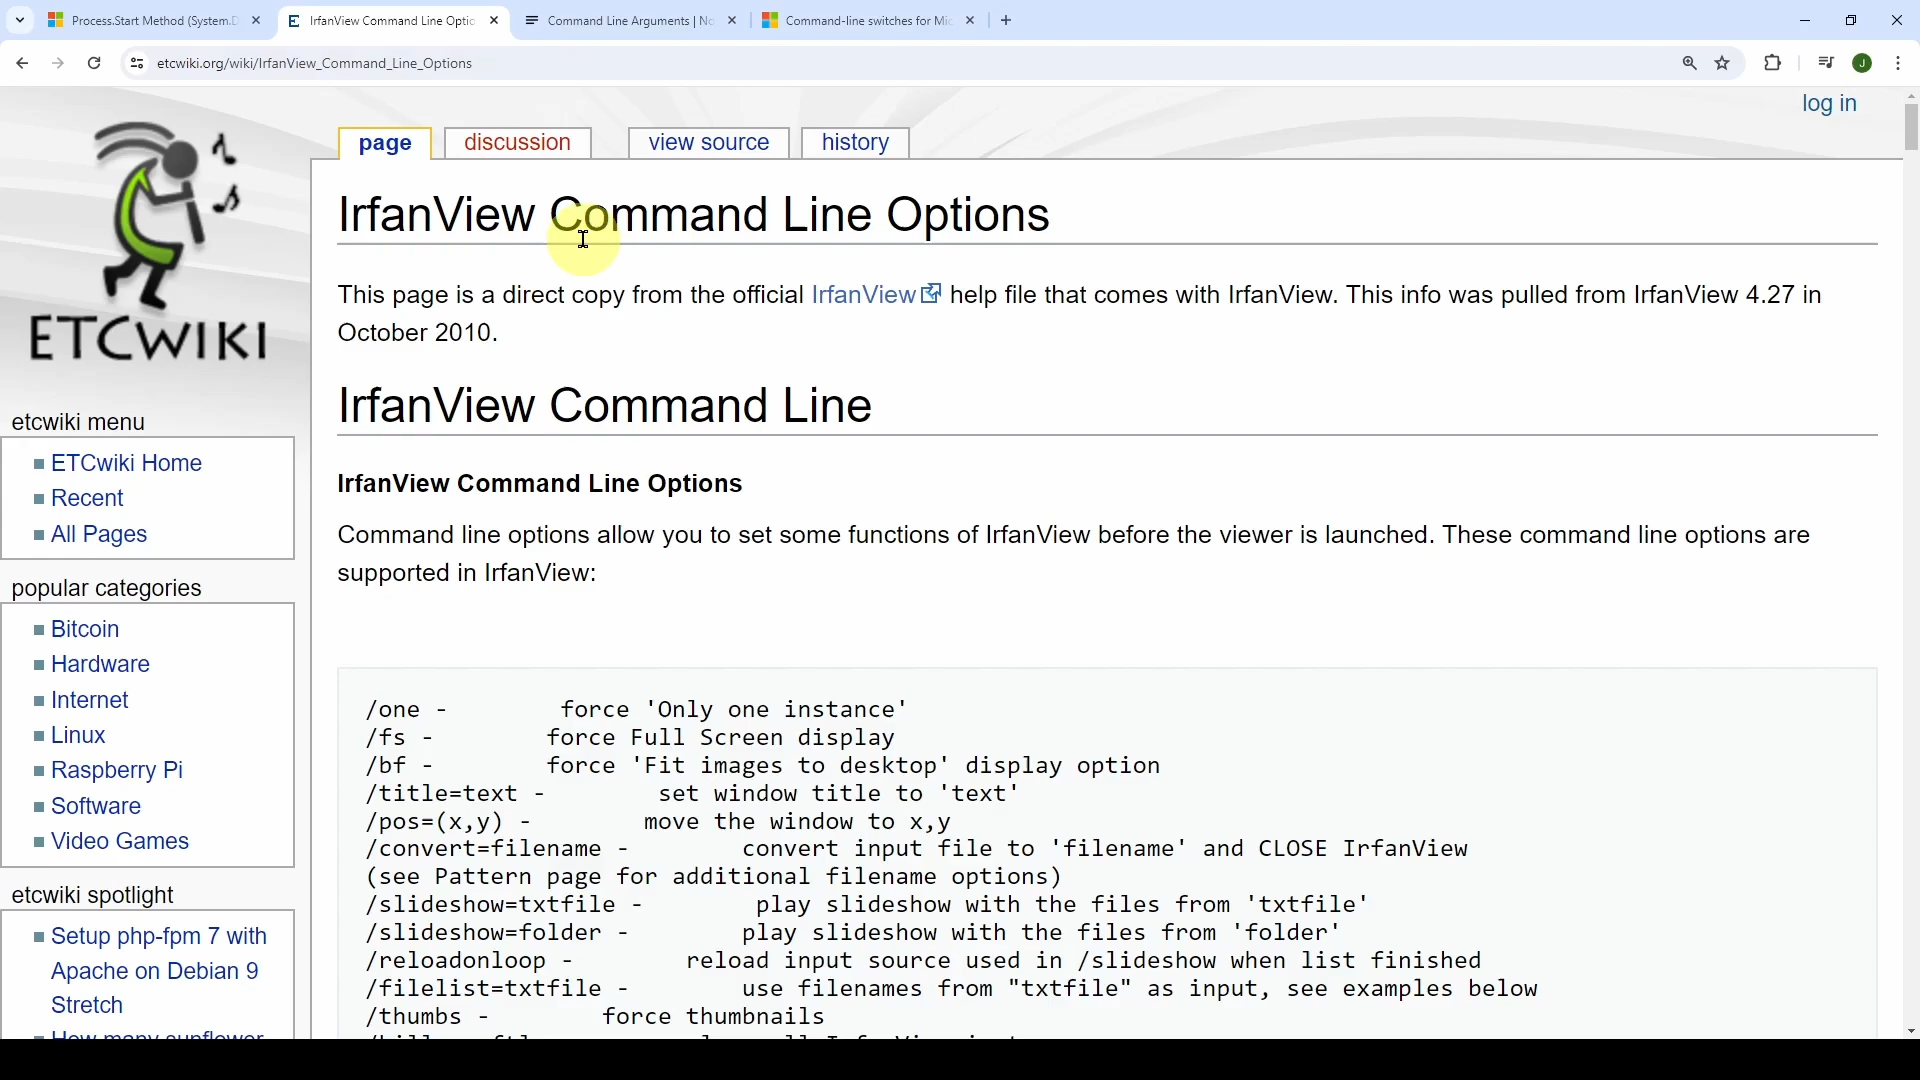 Process.Start Method (System.D
IrfanView Command Line Optio
Command Line Arguments | No
Command-line switches for Mic
etcwiki.org/wiki/IrfanView_Command_Line_Options
J
log in
page
discussion
view source
history
ETCWIKI
IrfanView Command Line Options
This page is a direct copy from the official IrfanView help file that comes with IrfanView. This info was pulled from IrfanView 4.27 in
October 2010.
IrfanView Command Line
IrfanView Command Line Options
Command line options allow you to set some functions of IrfanView before the viewer is launched. These command line options are
supported in IrfanView:
/one - force 'Only one instance'
/fs - force Full Screen display
/bf - force 'Fit images to desktop' display option
/title=text - set window title to 'text'
/pos=(x,y) - move the window to x,y
/convert=filename - convert input file to 'filename' and CLOSE IrfanView
(see Pattern page for additional filename options)
/slideshow=txtfile - play slideshow with the files from 'txtfile'
/slideshow=folder - play slideshow with the files from 'folder'
/reloadonloop - reload input source used in /slideshow when list finished
/filelist=txtfile - use filenames from "txtfile" as input, see examples below
/thumbs - force thumbnails
etcwiki menu
ETCwiki Home
Recent
All Pages
popular categories
Bitcoin
Hardware
Internet
Linux
Raspberry Pi
Software
Video Games
etcwiki spotlight
Setup php-fpm 7 with
Apache on Debian 9
Stretch
How many sunflower